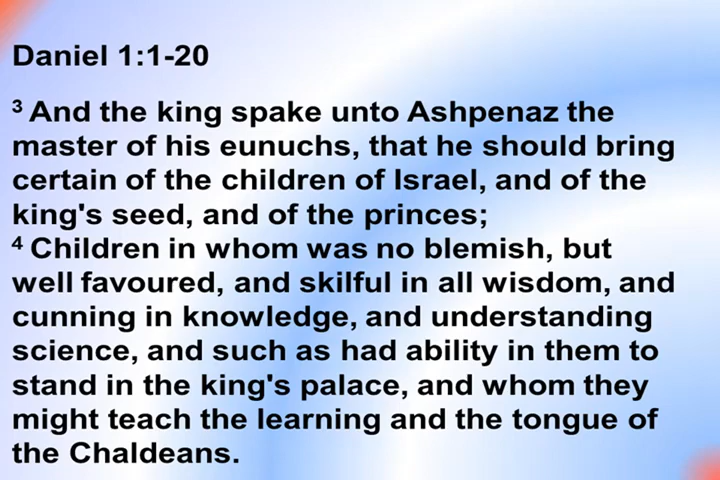 Daniel 1:1-20
3 And the king spake unto Ashpenaz the
master of his eunuchs, that he should bring
certain of the children of Israel, and of the
king's seed, and of the princes;
4 Children in whom was no blemish, but
well favoured, and skilful in all wisdom, and
cunning in knowledge, and understanding
science, and such as had ability in them to
stand in the king's palace, and whom they
might teach the learning and the tongue of
the Chaldeans.